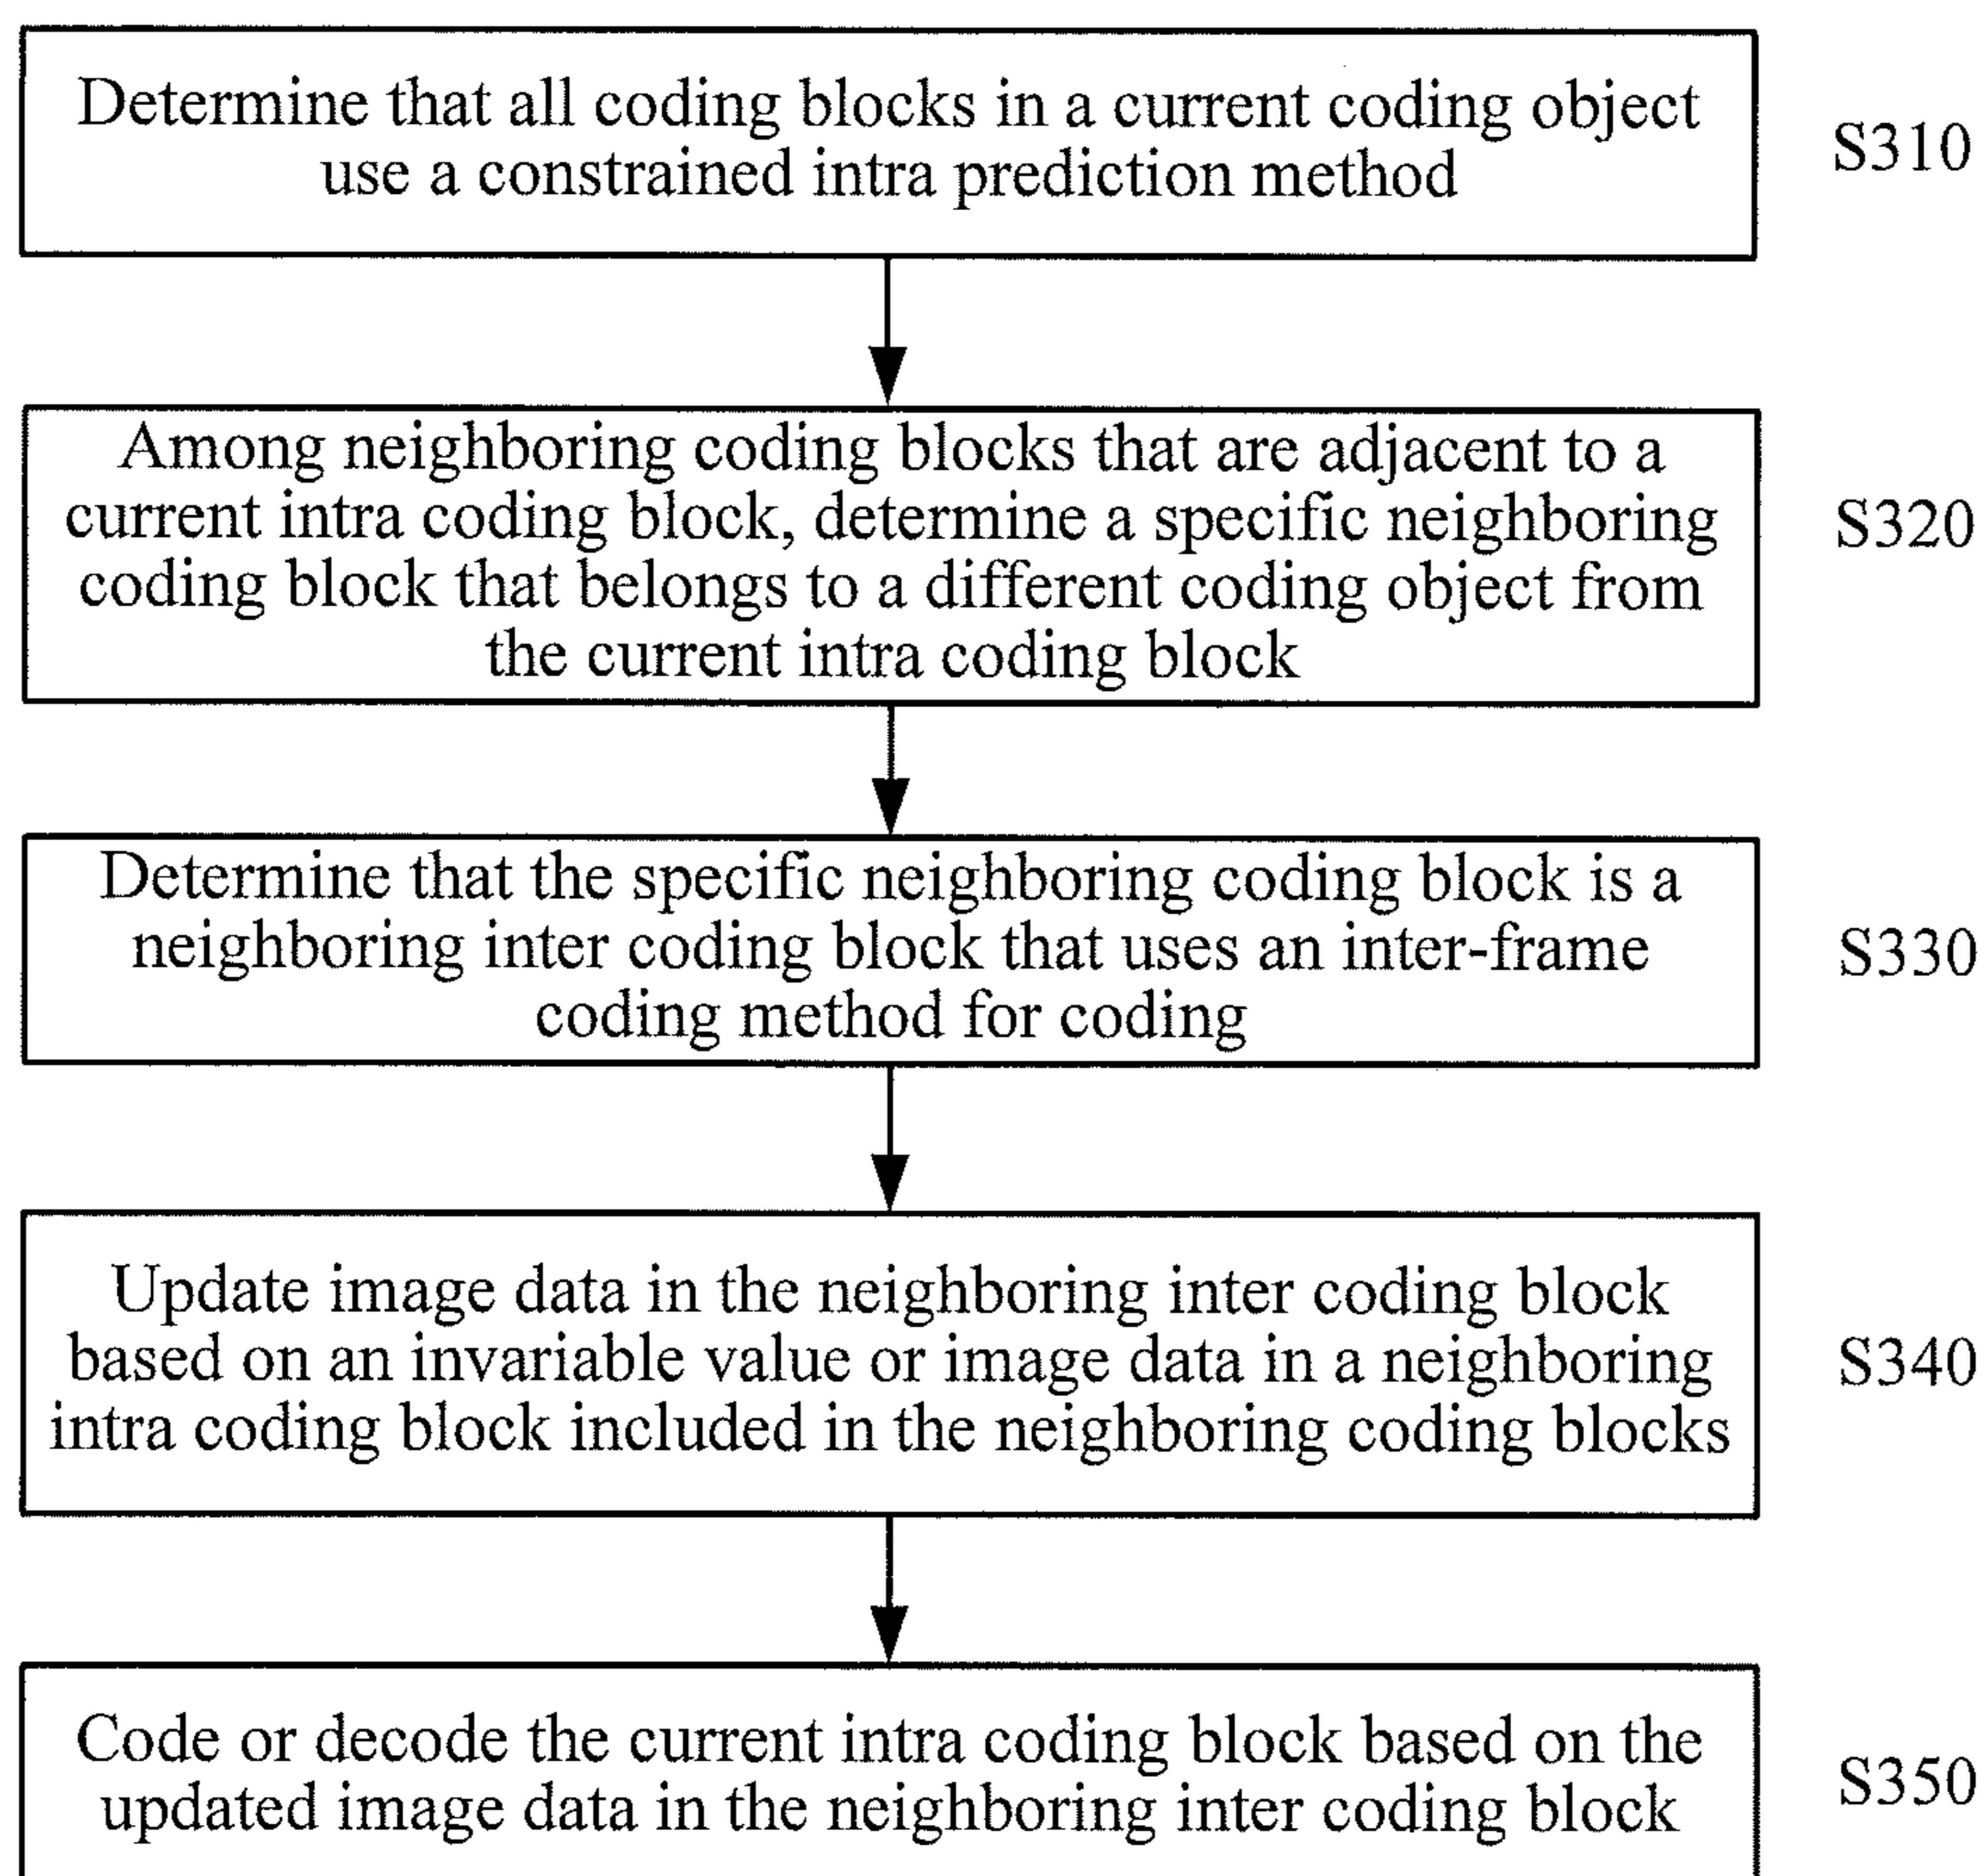 Determine that all coding blocks in a current coding object
use a constrained intra prediction method
S310
Among neighboring coding blocks that are adjacent to a
current intra coding block, determine a specific neighboring
coding block that belongs to a different coding object from
the current intra coding block
S320
Determine that the specific neighboring coding block is a
neighboring inter coding block that uses an inter-frame
coding method for coding
S330
Update image data in the neighboring inter coding block
based on an invariable value or image data in a neighboring
intra coding block included in the neighboring coding blocks
S340
Code or decode the current intra coding block based on the
updated image data in the neighboring inter coding block
S350